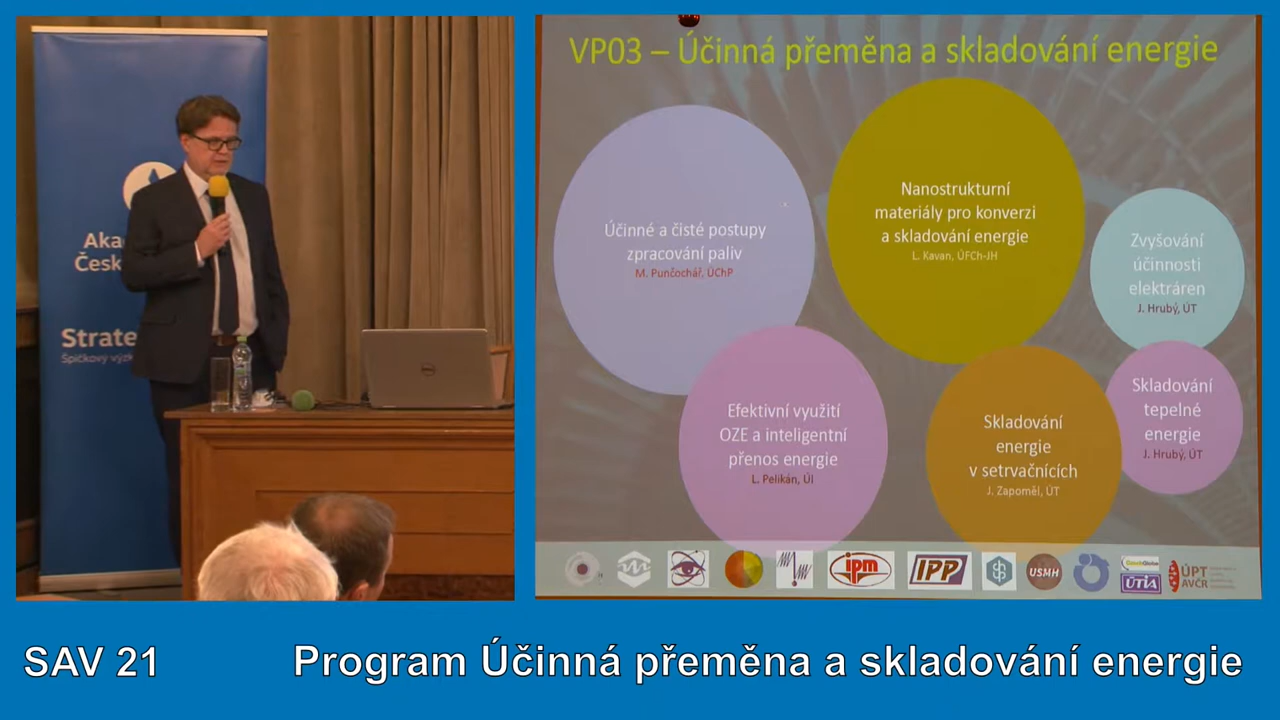 Aka
Česk
Strate
Špičkový výzk
DELL
VP03 – Účinná přeměna a skladování energie
Účinné a čisté postupy
zpracování paliv
M. Punčochář, ÚChP
Nanostrukturní
materiály pro konverzi
a skladování energie
L. Kavan, ÚFCh-JH
Zvyšování
účinnosti
elektráren
J. Hrubý, ÚT
Efektivní využití
OZE a inteligentní
přenos energie
L. Pelikán, ÚI
Skladování
energie
v setrvačnících
J. Zapoměl, ÚT
Skladování
tepelné
energie
J. Hrubý, ÚT
ipm
IPP
USMH
CzechGlobe
ÚTIA
ÚPT
AVČR
SAV 21
Program Účinná přeměna a skladování energie